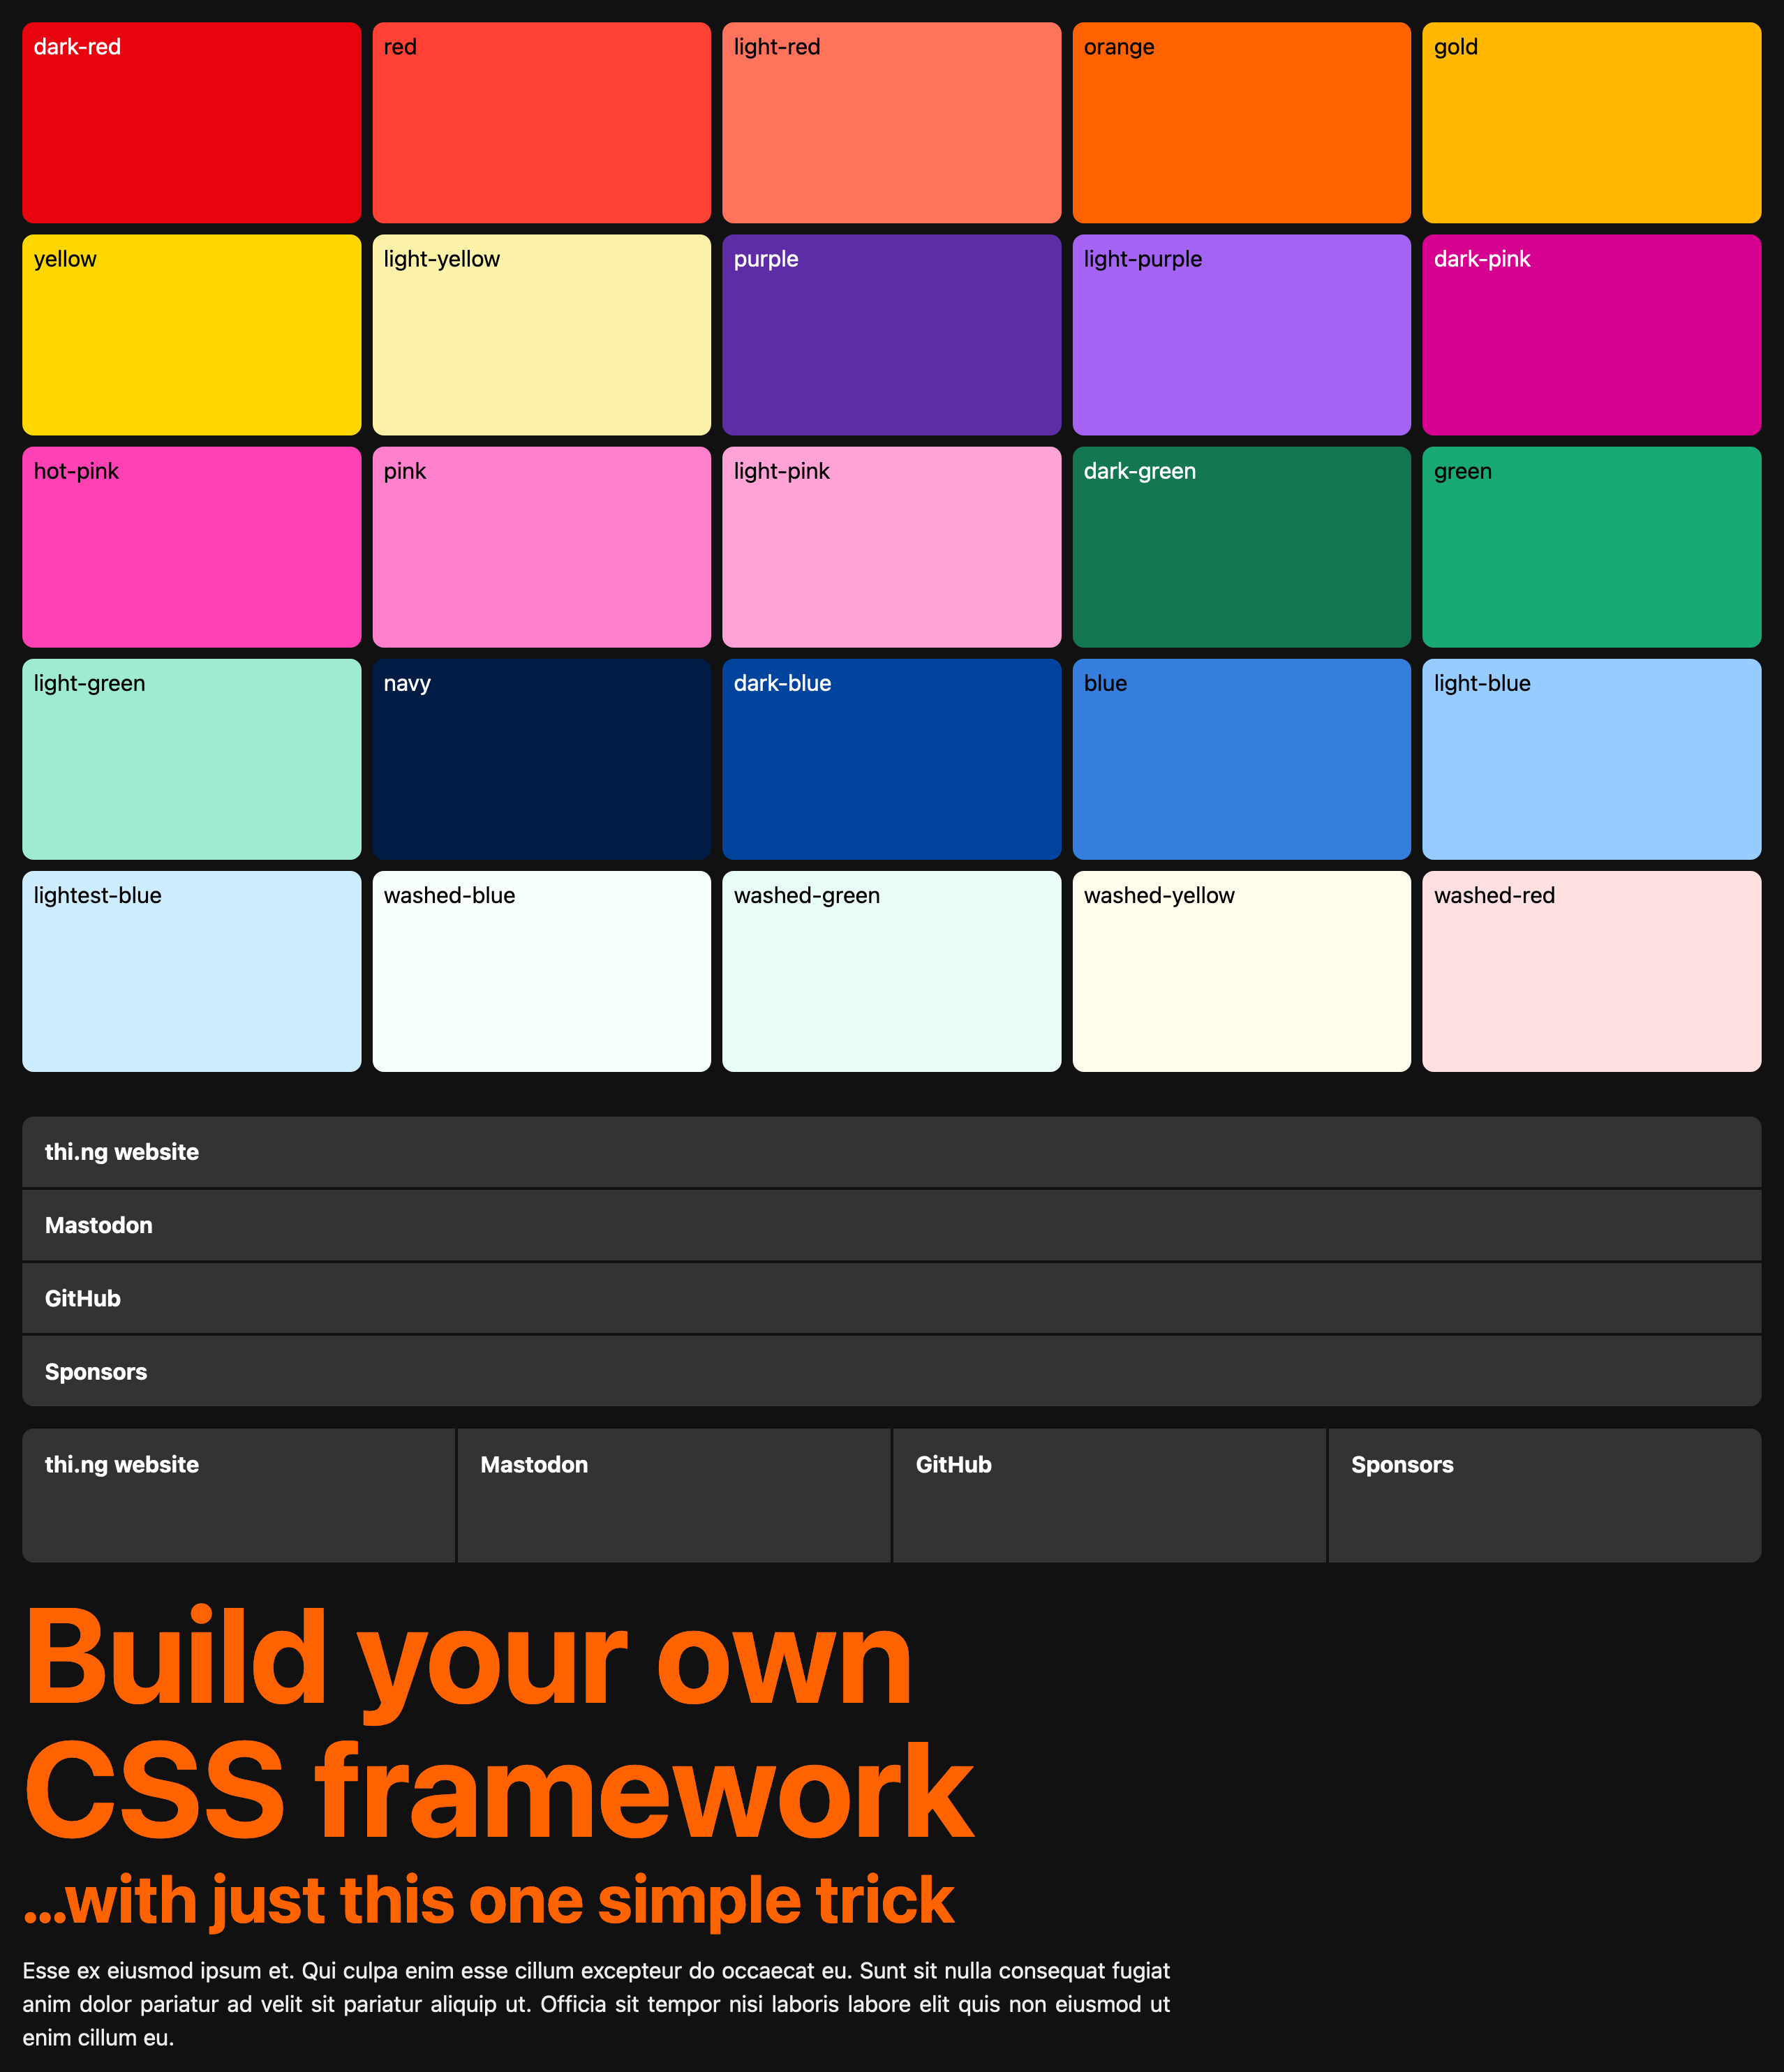 dark-red
red
light-red
orange
gold
yellow
light-yellow
purple
light-purple
dark-pink
hot-pink
pink
light-pink
dark-green
green
light-green
navy
dark-blue
blue
light-blue
lightest-blue
washed-blue
washed-green
washed-yellow
washed-red
thi.ng website
Mastodon
GitHub
Sponsors
thi.ng website
Mastodon
GitHub
Sponsors
Build your own
CSS framework
...with just this one simple trick
Esse ex eiusmod ipsum et. Qui culpa enim esse cillum excepteur do occaecat eu. Sunt sit nulla consequat fugiat
anim dolor pariatur ad velit sit pariatur aliquip ut. Officia sit tempor nisi laboris labore elit quis non eiusmod ut
enim cillum eu.